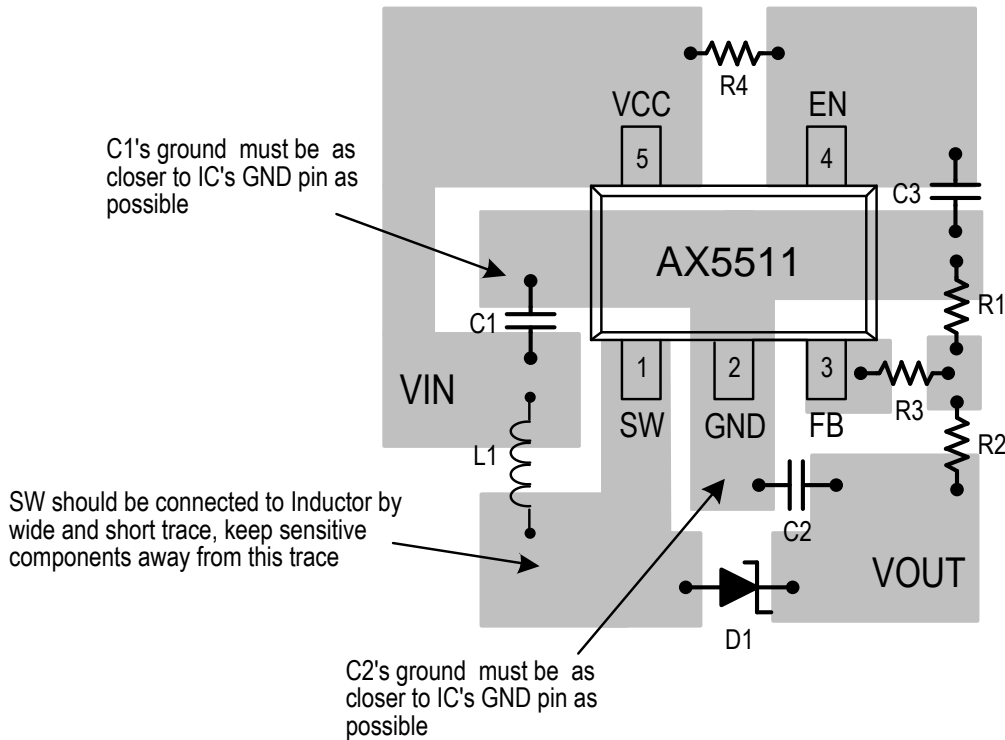 R4
VCC
EN
5
4
C1's ground must be as
closer to IC's GND pin as
possible
C3
AX5511
R1
C1
1
2
3
VIN
R3
SW
GND
FB
R2
L1
SW should be connected to Inductor by
wide and short trace, keep sensitive
components away from this trace
C2
VOUT
D1
C2's ground must be as
closer to IC's GND pin as
possible